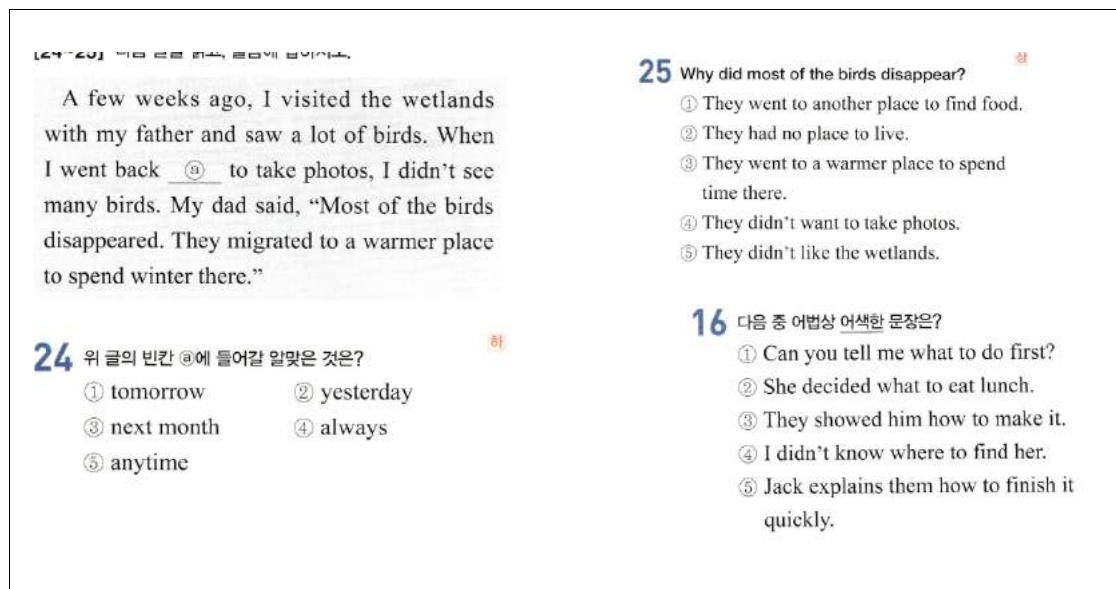 [24~25]
A few weeks ago, I visited the wetlands
with my father and saw a lot of birds. When
I went back ⓐ to take photos, I didn't see
many birds. My dad said, "Most of the birds
disappeared. They migrated to a warmer place
to spend winter there."
하
24 위 글의 빈칸 ⓐ에 들어갈 알맞은 것은?
① tomorrow ② yesterday
③ next month ④ always
⑤ anytime
상
25 Why did most of the birds disappear?
① They went to another place to find food.
② They had no place to live.
③ They went to a warmer place to spend
time there.
④ They didn't want to take photos.
⑤ They didn't like the wetlands.
16 다음 중 어법상 어색한 문장은?
① Can you tell me what to do first?
② She decided what to eat lunch.
③ They showed him how to make it.
④ I didn't know where to find her.
⑤ Jack explains them how to finish it
quickly.